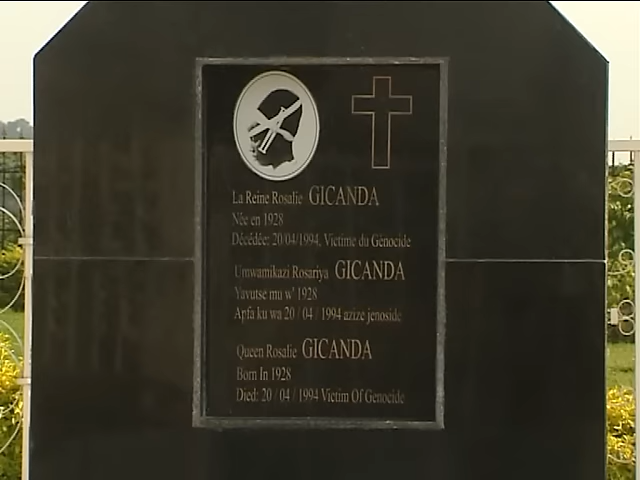 La Reine Rosalie GICANDA
Née en 1928
Décédée: 20/04/1994, Victime du Génocide
Umwamikazi Rosariya GICANDA
Yavutse mu w' 1928
Apfa ku wa 20 / 04 / 1994 azize jenoside
Queen Rosalie GICANDA
Born In 1928
Died: 20 / 04 / 1994 Victim Of Genocide